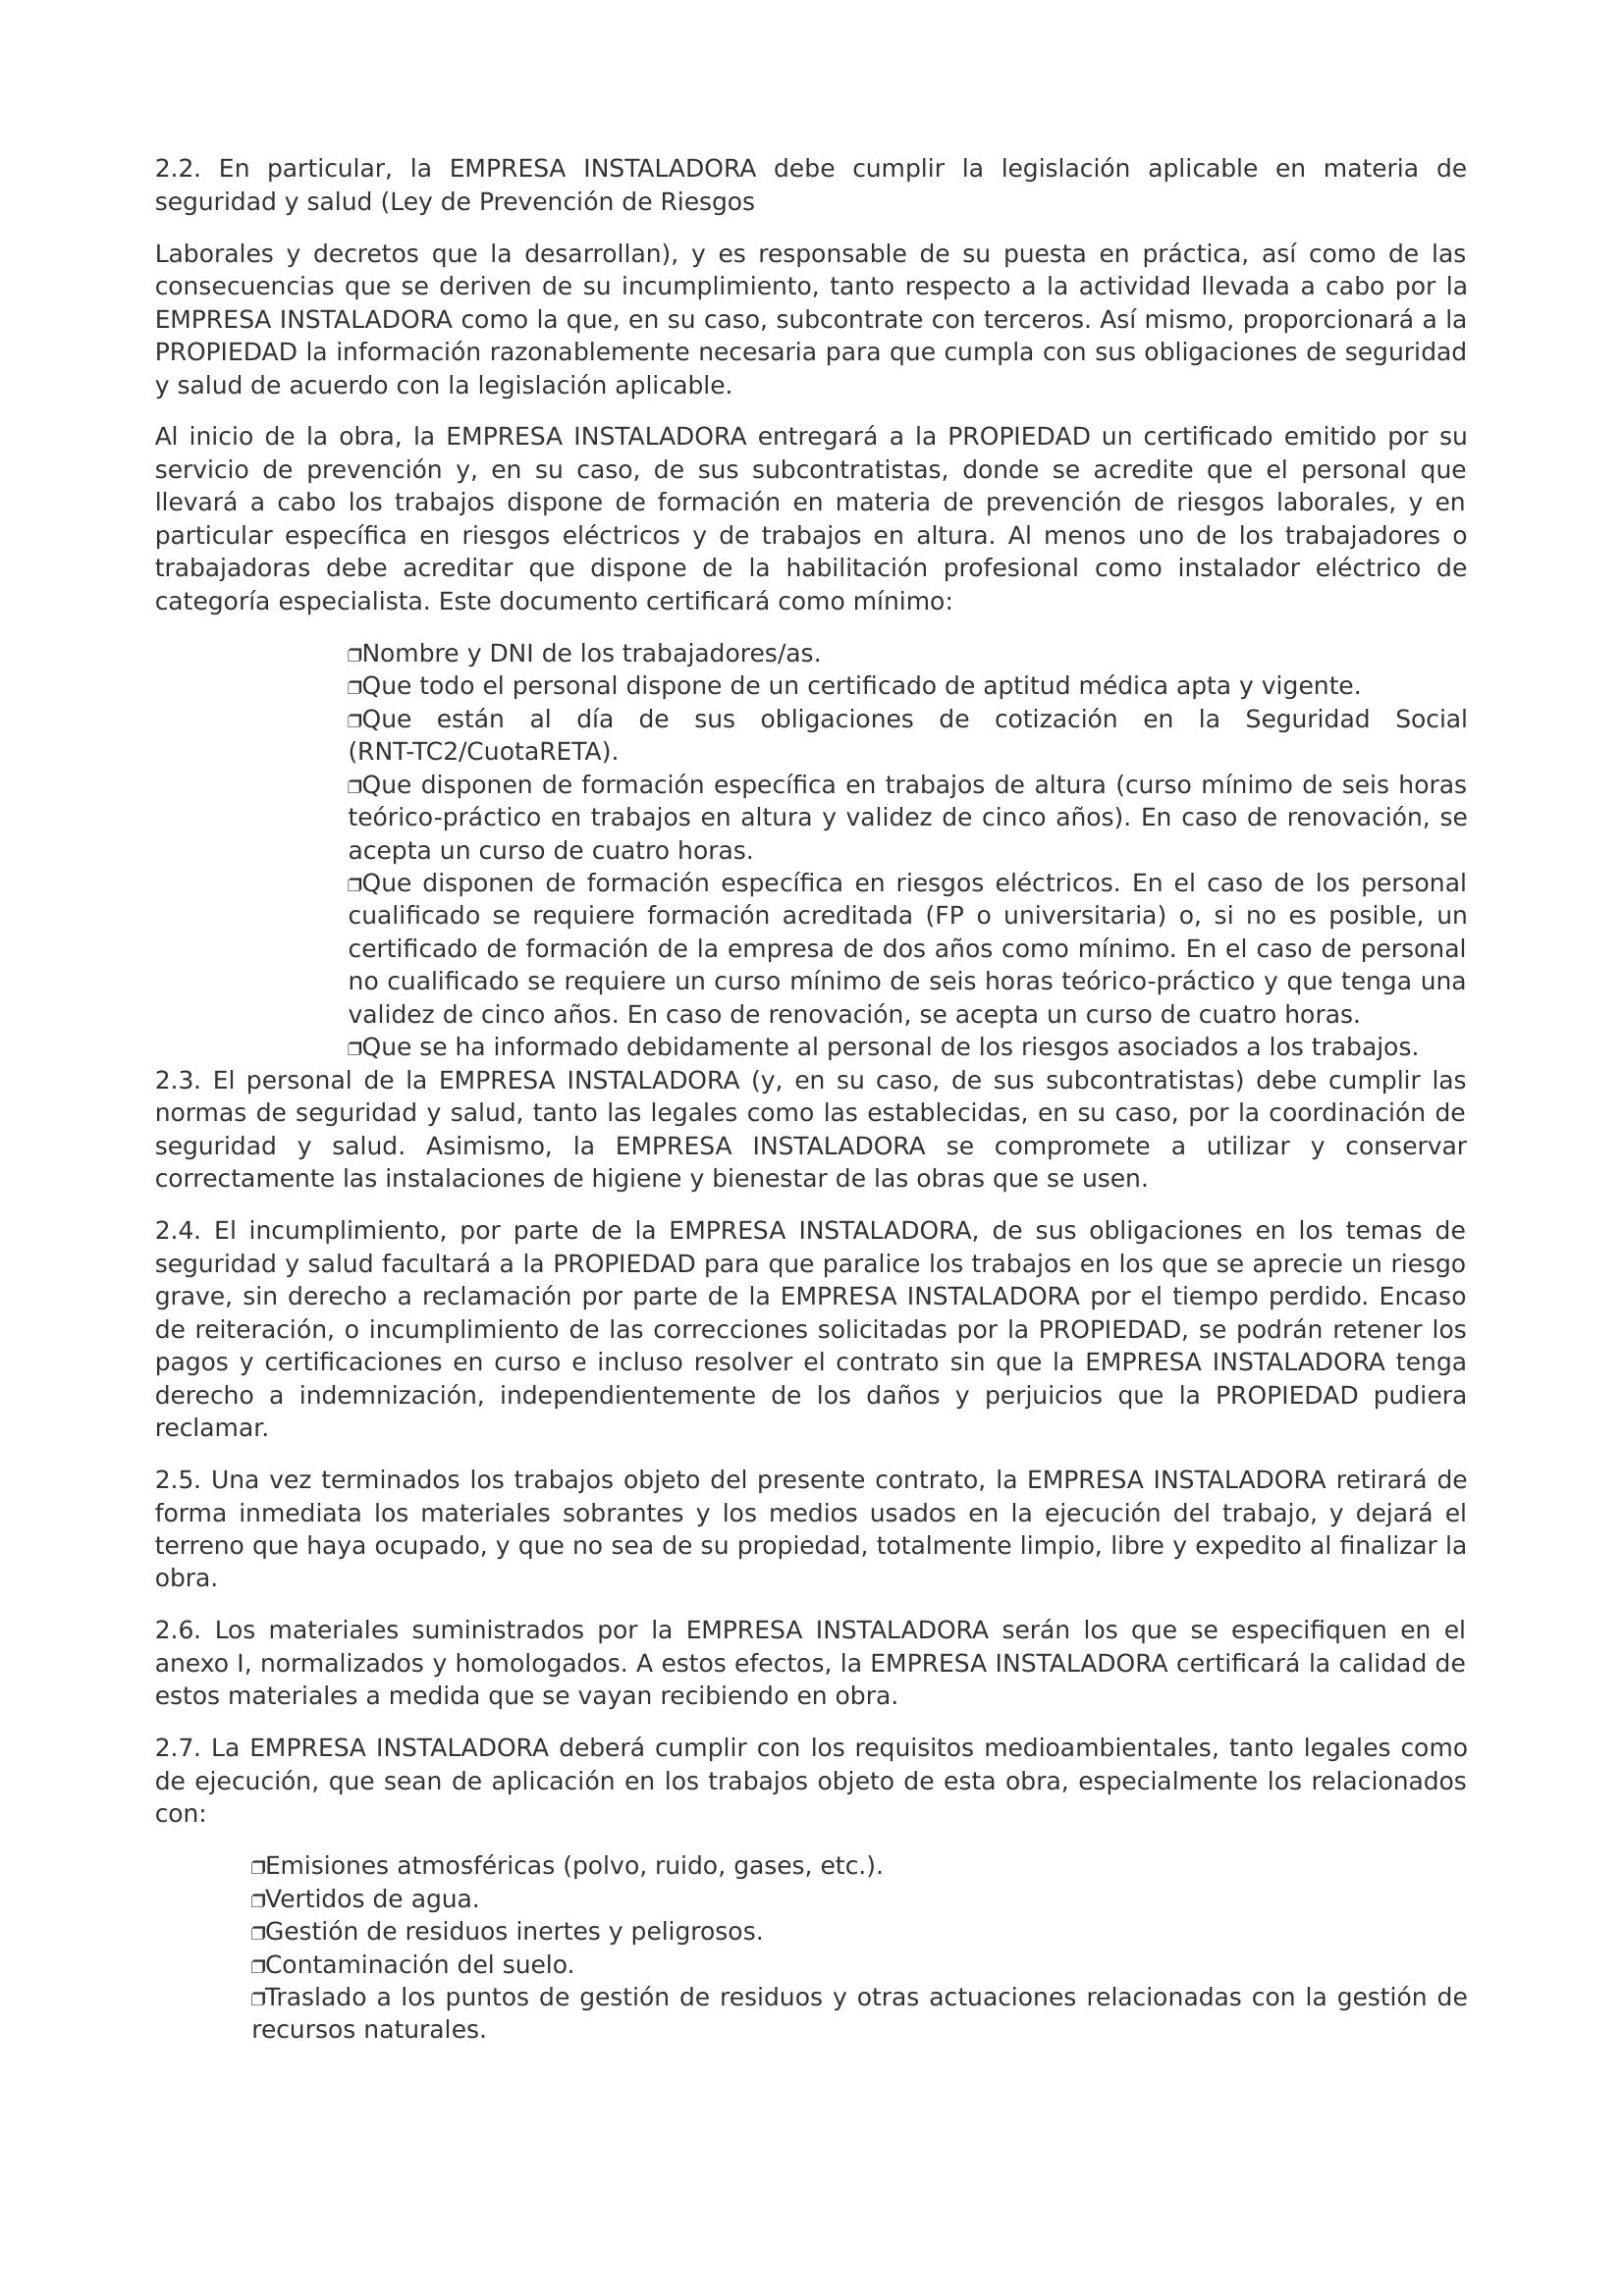 2.2. En particular, la EMPRESA INSTALADORA debe cumplir la legislación aplicable en materia de
seguridad y salud (Ley de Prevención de Riesgos
Laborales y decretos que la desarrollan), y es responsable de su puesta en práctica, así como de las
consecuencias que se deriven de su incumplimiento, tanto respecto a la actividad llevada a cabo por la
EMPRESA INSTALADORA como la que, en su caso, subcontrate con terceros. Así mismo, proporcionará a la
PROPIEDAD la información razonablemente necesaria para que cumpla con sus obligaciones de seguridad
y salud de acuerdo con la legislación aplicable.
Al inicio de la obra, la EMPRESA INSTALADORA entregará a la PROPIEDAD un certificado emitido por su
servicio de prevención y, en su caso, de sus subcontratistas, donde se acredite que el personal que
llevará a cabo los trabajos dispone de formación en materia de prevención de riesgos laborales, y en
particular específica en riesgos eléctricos y de trabajos en altura. Al menos uno de los trabajadores o
trabajadoras debe acreditar que dispone de la habilitación profesional como instalador eléctrico de
categoría especialista. Este documento certificará como mínimo:
❐Nombre y DNI de los trabajadores/as.
❐Que todo el personal dispone de un certificado de aptitud médica apta y vigente.
❐Que están al día de sus obligaciones de cotización en la Seguridad Social
(RNT-TC2/CuotaRETA).
❐Que disponen de formación específica en trabajos de altura (curso mínimo de seis horas
teórico-práctico en trabajos en altura y validez de cinco años). En caso de renovación, se
acepta un curso de cuatro horas.
❐Que disponen de formación específica en riesgos eléctricos. En el caso de los personal
cualificado se requiere formación acreditada (FP o universitaria) o, si no es posible, un
certificado de formación de la empresa de dos años como mínimo. En el caso de personal
no cualificado se requiere un curso mínimo de seis horas teórico-práctico y que tenga una
validez de cinco años. En caso de renovación, se acepta un curso de cuatro horas.
❐Que se ha informado debidamente al personal de los riesgos asociados a los trabajos.
2.3. El personal de la EMPRESA INSTALADORA (y, en su caso, de sus subcontratistas) debe cumplir las
normas de seguridad y salud, tanto las legales como las establecidas, en su caso, por la coordinación de
seguridad y salud. Asimismo, la EMPRESA INSTALADORA se compromete a utilizar y conservar
correctamente las instalaciones de higiene y bienestar de las obras que se usen.
2.4. El incumplimiento, por parte de la EMPRESA INSTALADORA, de sus obligaciones en los temas de
seguridad y salud facultará a la PROPIEDAD para que paralice los trabajos en los que se aprecie un riesgo
grave, sin derecho a reclamación por parte de la EMPRESA INSTALADORA por el tiempo perdido. Encaso
de reiteración, o incumplimiento de las correcciones solicitadas por la PROPIEDAD, se podrán retener los
pagos y certificaciones en curso e incluso resolver el contrato sin que la EMPRESA INSTALADORA tenga
derecho a indemnización, independientemente de los daños y perjuicios que la PROPIEDAD pudiera
reclamar.
2.5. Una vez terminados los trabajos objeto del presente contrato, la EMPRESA INSTALADORA retirará de
forma inmediata los materiales sobrantes y los medios usados en la ejecución del trabajo, y dejará el
terreno que haya ocupado, y que no sea de su propiedad, totalmente limpio, libre y expedito al finalizar la
obra.
2.6. Los materiales suministrados por la EMPRESA INSTALADORA serán los que se especifiquen en el
anexo I, normalizados y homologados. A estos efectos, la EMPRESA INSTALADORA certificará la calidad de
estos materiales a medida que se vayan recibiendo en obra.
2.7. La EMPRESA INSTALADORA deberá cumplir con los requisitos medioambientales, tanto legales como
de ejecución, que sean de aplicación en los trabajos objeto de esta obra, especialmente los relacionados
con:
❐Emisiones atmosféricas (polvo, ruido, gases, etc.).
❐Vertidos de agua.
❐Gestión de residuos inertes y peligrosos.
❐Contaminación del suelo.
❐Traslado a los puntos de gestión de residuos y otras actuaciones relacionadas con la gestión de
recursos naturales.